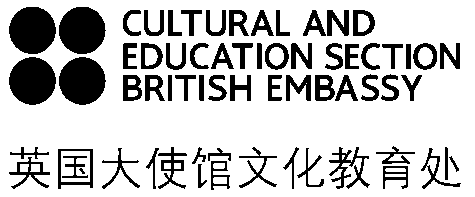 CULTURAL AND
EDUCATION SECTION
BRITISH EMBASSY
英国大使馆文化教育处